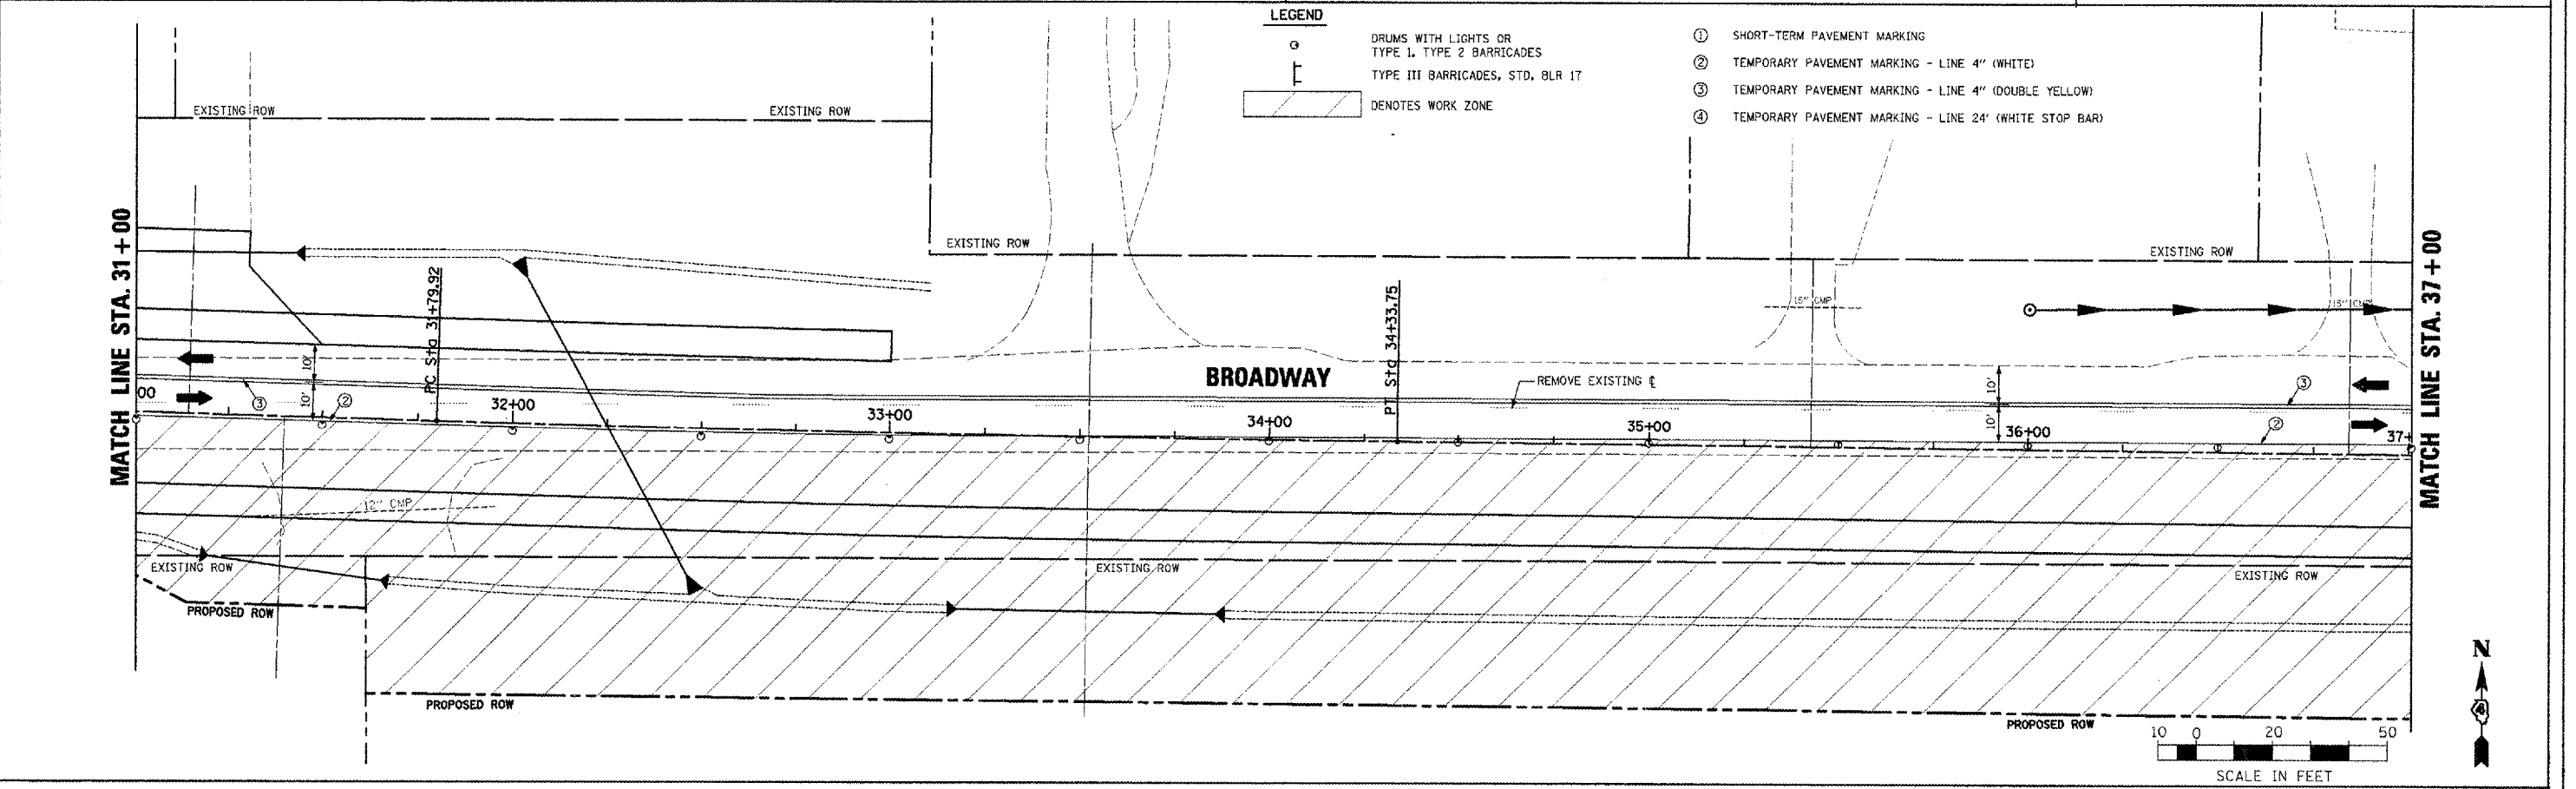 LEGEND
DRUMS WITH LIGHTS OR
TYPE 1, TYPE 2 BARRICADES
TYPE III BARRICADES, STD. BLR 17
DENOTES WORK ZONE
① SHORT-TERM PAVEMENT MARKING
② TEMPORARY PAVEMENT MARKING - LINE 4" (WHITE)
③ TEMPORARY PAVEMENT MARKING - LINE 4" (DOUBLE YELLOW)
④ TEMPORARY PAVEMENT MARKING - LINE 24' (WHITE STOP BAR)
EXISTING ROW
EXISTING ROW
EXISTING ROW
EXISTING ROW
MATCH LINE STA. 31+00
MATCH LINE STA. 37+00
PC Sta 31+79.92
PT Sta 34+33.75
15" CMP
15" CMP
BROADWAY
REMOVE EXISTING ℄
10'
10'
10'
10'
③
②
③
②
00
32+00
33+00
34+00
35+00
36+00
37+
12" CMP
EXISTING ROW
EXISTING ROW
EXISTING ROW
PROPOSED ROW
PROPOSED ROW
PROPOSED ROW
N
10 0 20 50
SCALE IN FEET